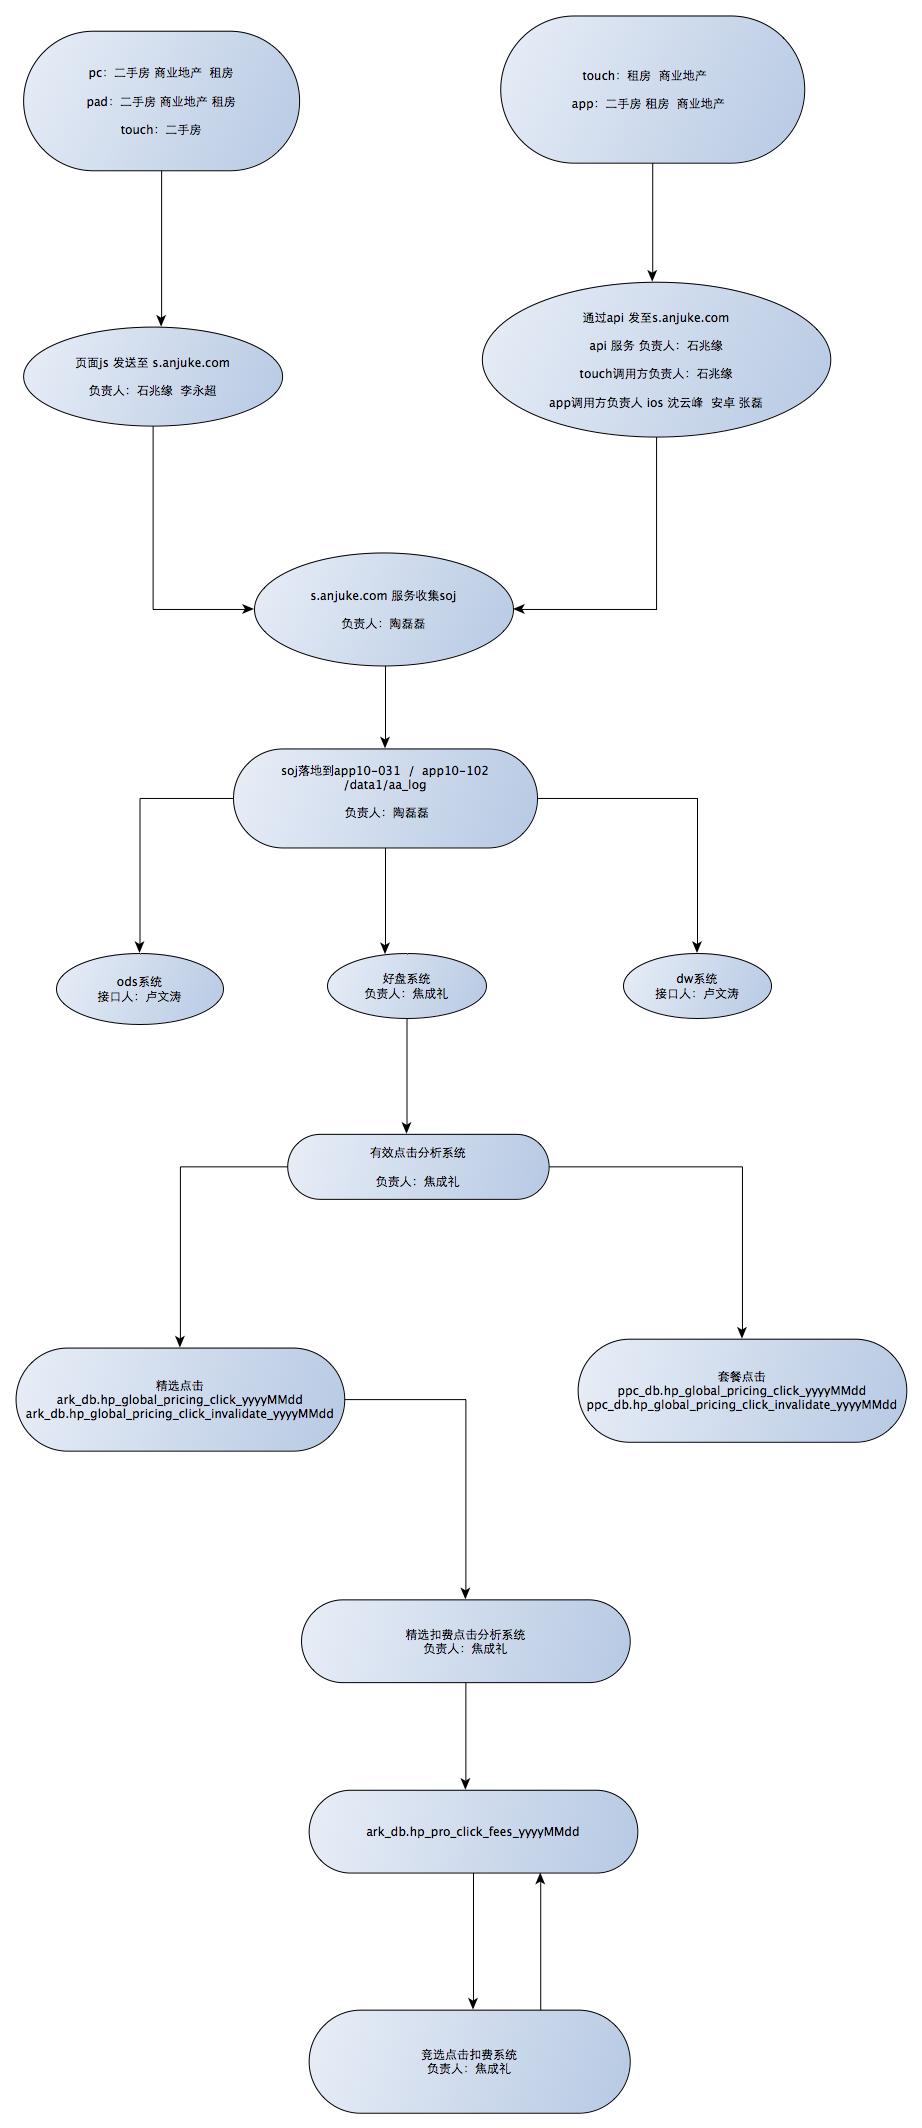 pc：二手房 商业地产  租房
pad：二手房 商业地产 租房
touch：二手房
touch：租房  商业地产
app：二手房 租房  商业地产
页面js 发送至 s.anjuke.com
负责人：石兆缘  李永超
通过api 发至s.anjuke.com
api 服务 负责人：石兆缘
touch调用方负责人：石兆缘
app调用方负责人 ios 沈云峰  安卓 张磊
s.anjuke.com 服务收集soj
负责人：陶磊磊
soj落地到app10-031  /  app10-102
/data1/aa_log
负责人：陶磊磊
ods系统
接口人：卢文涛
好盘系统
负责人：焦成礼
dw系统
接口人：卢文涛
有效点击分析系统
负责人：焦成礼
精选点击
ark_db.hp_global_pricing_click_yyyyMMdd
ark_db.hp_global_pricing_click_invalidate_yyyyMMdd
套餐点击
ppc_db.hp_global_pricing_click_yyyyMMdd
ppc_db.hp_global_pricing_click_invalidate_yyyyMMdd
精选扣费点击分析系统
负责人：焦成礼
ark_db.hp_pro_click_fees_yyyyMMdd
竞选点击扣费系统
负责人：焦成礼